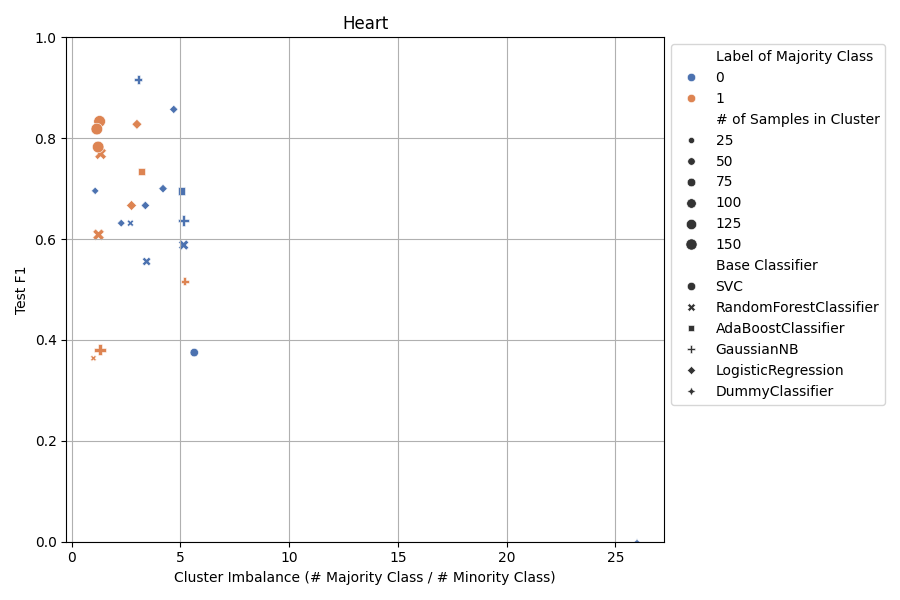 Heart
1.0
0.8
0.6
0.4
0.2
0.0
Test F1
0
5
10
15
20
25
Cluster Imbalance (# Majority Class / # Minority Class)
Label of Majority Class
0
1
# of Samples in Cluster
25
50
75
100
125
150
Base Classifier
SVC
RandomForestClassifier
AdaBoostClassifier
GaussianNB
LogisticRegression
DummyClassifier